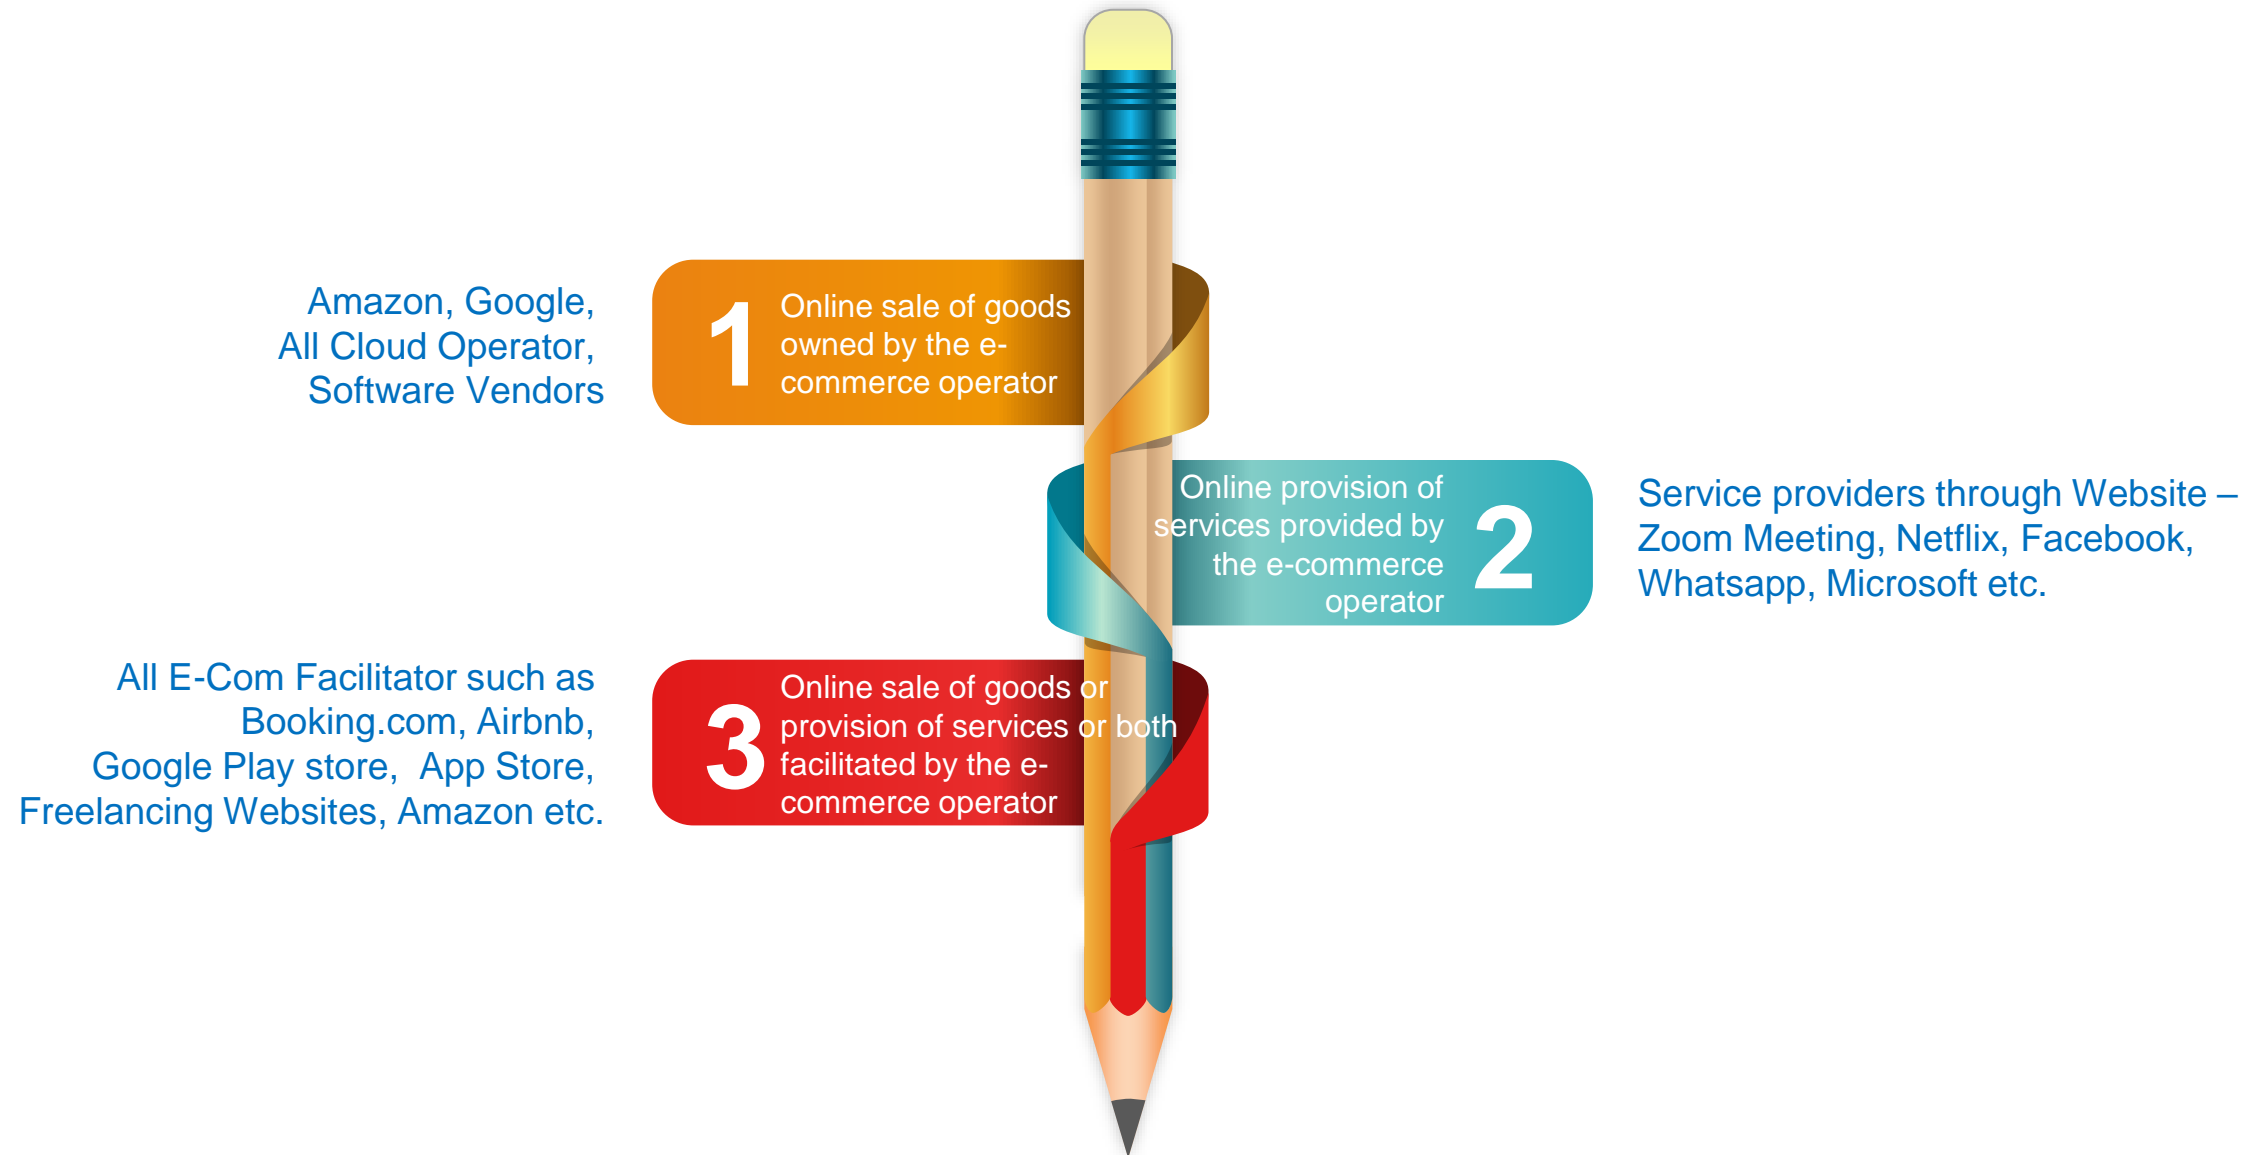 Amazon, Google,
All Cloud Operator,
Software Vendors
1
Online sale of goods
owned by the e-
commerce operator
Online provision of
services provided by
the e-commerce
operator
2
Service providers through Website –
Zoom Meeting, Netflix, Facebook,
Whatsapp, Microsoft etc.
All E-Com Facilitator such as
Booking.com, Airbnb,
Google Play store, App Store,
Freelancing Websites, Amazon etc.
3
Online sale of goods or
provision of services or both
facilitated by the e-
commerce operator